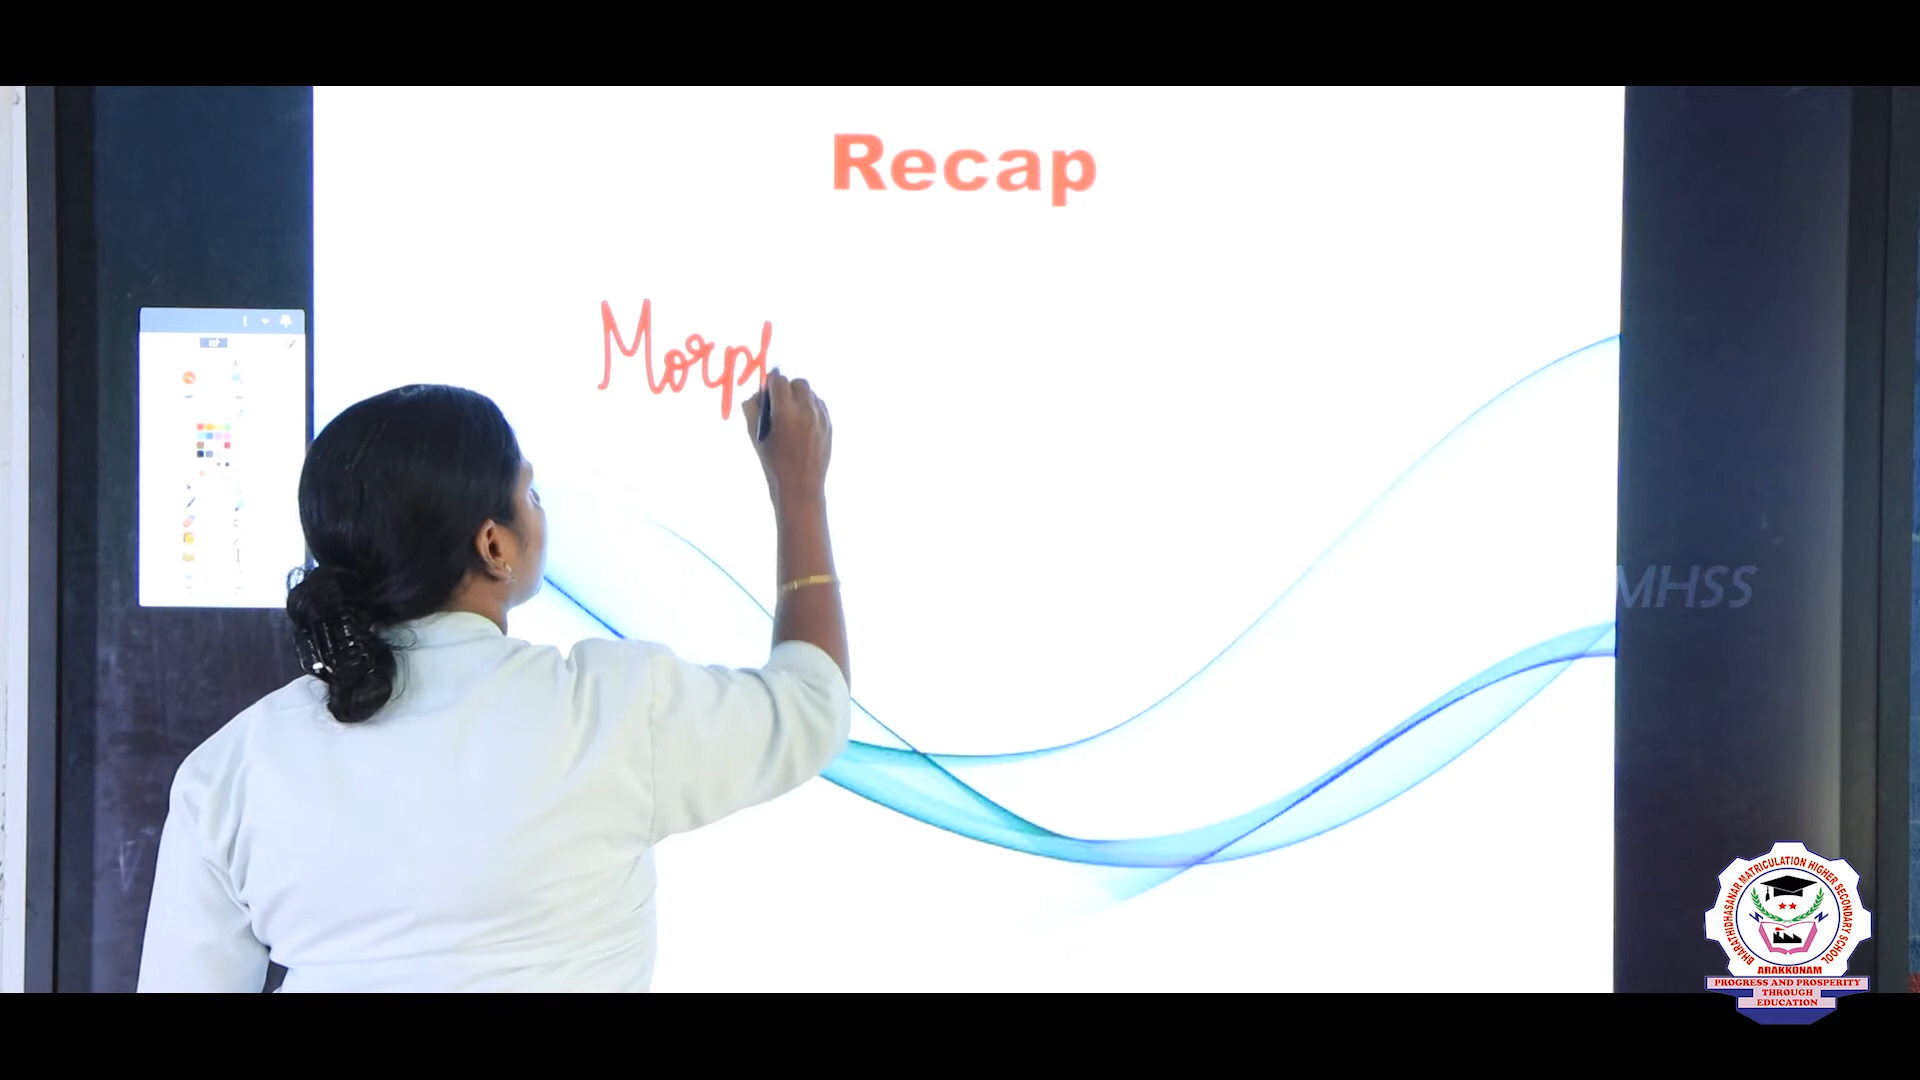 Recap
Morph
MHSS
BHARATHIDHASANAR MATRICULATION HIGHER SECONDARY SCHOOL
ARAKKONAM
PROGRESS AND PROSPERITY
THROUGH
EDUCATION